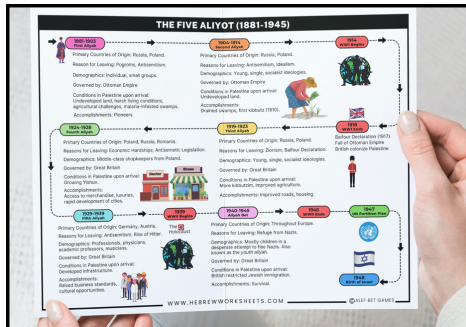 THE FIVE ALIYOT (1881-1945)
1881-1903
First Aliyah
Primary Countries of Origin: Russia, Poland.
Reason for Leaving: Pogroms, Antisemitism.
Demographics: Individual, small groups.
Governed by: Ottoman Empire
Conditions in Palestine upon arrival:
Undeveloped land, harsh living conditions,
agricultural challenges, malaria-infested swamps.
Accomplishments: Pioneers
1904-1914
Second Aliyah
Primary Countries of Origin: Russia, Poland.
Reason for Leaving: Antisemitism, Idealism.
Demographics: Young, single, socialist ideologies.
Governed by: Ottoman Empire
Conditions in Palestine upon arrival:
Undeveloped land.
Accomplishments:
Drained swamps, first kibbutz (1910).
1914
WW1 Begins
1918
WW1 Ends
Balfour Declaration (1917)
Fall of Ottoman Empire
British colonize Palestine
1919-1923
Third Aliyah
Primary Countries of Origin: Russia, Poland.
Reason for Leaving: Zionism, Balfour Declaration.
Demographics: Young, single, socialist ideologies.
Governed by: Great Britain
Conditions in Palestine upon arrival:
More kibbutzim, improved agriculture.
Accomplishments: Improved roads, housing.
1924-1928
Fourth Aliyah
Primary Countries of Origin: Poland, Russia, Romania.
Reason for Leaving: Economic Hardships, Antisemitic Legislation.
Demographics: Middle-class shopkeepers from Poland.
Governed by: Great Britain
Conditions in Palestine upon arrival:
Growing Yishuv.
Accomplishments:
Access to merchandise, luxuries,
rapid development of cities.
1929-1939
Fifth Aliyah
Primary Countries of Origin: Germany, Austria.
Reasons for Leaving: Antisemitism, Rise of Hitler.
Demographics: Professionals, physicians,
academic professors, musicians.
Governed by: Great Britain
Conditions in Palestine upon arrival:
Developed infrastructure.
Accomplishments:
Raised business standards,
cultural opportunities.
1939
WWII Begins
The
Holocaust
1940-1945
Aliyah Bet
Primary Countries of Origin: Throughout Europe.
Reasons for Leaving: Refuge from Nazis.
Demographics: Mostly children in a
desperate attempt to flee Nazis. Also
known as the youth aliyah.
Governed by: Great Britain
Conditions in Palestine upon arrival:
British restricted Jewish immigration.
Accomplishments: Survival.
1945
WWII Ends
1947
UN Partition Plan
1948
Birth of Israel
WWW.HEBREWWORKSHEETS.COM
©ALEF BET GAMES